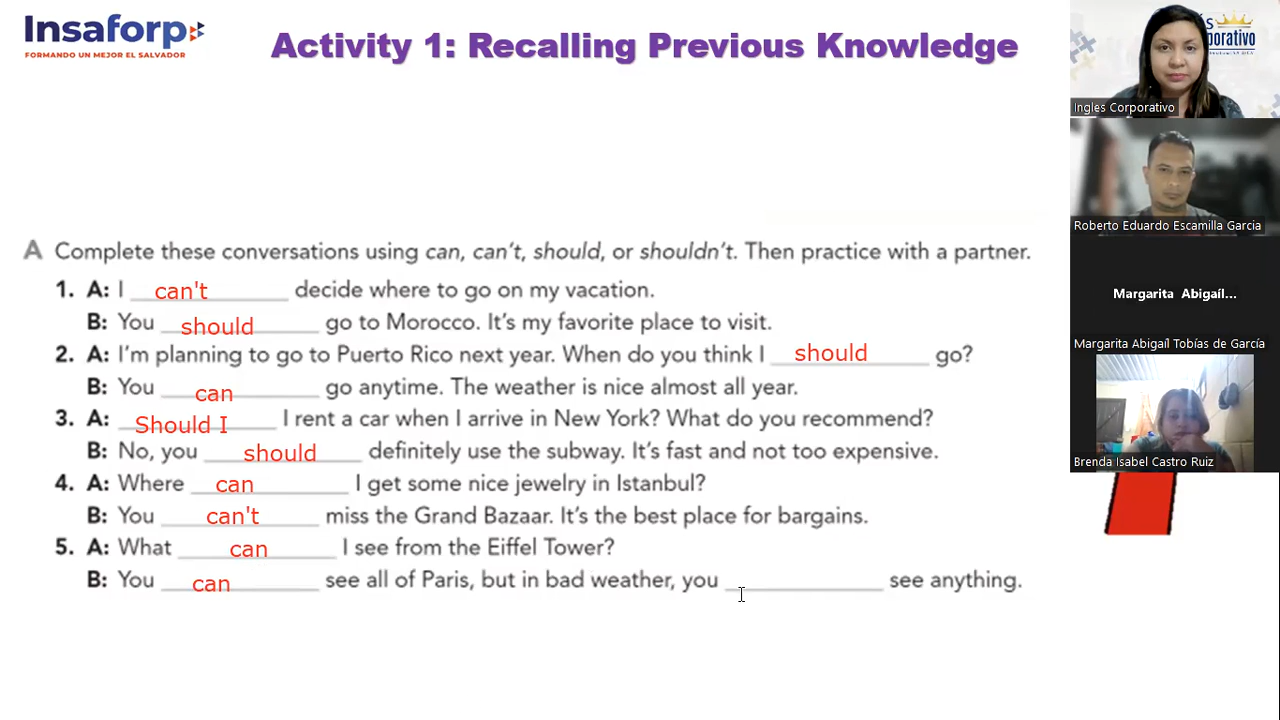 Insaforp
FORMANDO UN MEJOR EL SALVADOR
Activity 1: Recalling Previous Knowledge
A Complete these conversations using can, can't, should, or shouldn't. Then practice with a partner.
1. A: I can't decide where to go on my vacation.
B: You should go to Morocco. It's my favorite place to visit.
2. A: I'm planning to go to Puerto Rico next year. When do you think I should go?
B: You can go anytime. The weather is nice almost all year.
3. A: Should I I rent a car when I arrive in New York? What do you recommend?
B: No, you should definitely use the subway. It's fast and not too expensive.
4. A: Where can I get some nice jewelry in Istanbul?
B: You can't miss the Grand Bazaar. It's the best place for bargains.
5. A: What can I see from the Eiffel Tower?
B: You can see all of Paris, but in bad weather, you see anything.
Ingles Corporativo
Roberto Eduardo Escamilla Garcia
Margarita Abigaíl...
Margarita Abigaíl Tobías de García
Brenda Isabel Castro Ruiz